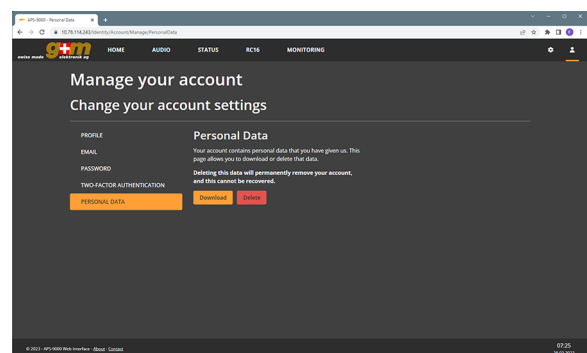 APS-9000 - Personal Data
10.78.114.243/Identity/Account/Manage/PersonalData
swiss made g+m elektronik ag
HOME AUDIO STATUS RC16 MONITORING
Manage your account
Change your account settings
PROFILE
EMAIL
PASSWORD
TWO-FACTOR AUTHENTICATION
PERSONAL DATA
Personal Data
Your account contains personal data that you have given us. This
page allows you to download or delete that data.
Deleting this data will permanently remove your account,
and this cannot be recovered.
Download Delete
© 2023 - APS-9000 Web Interface - About - Contact
07:25